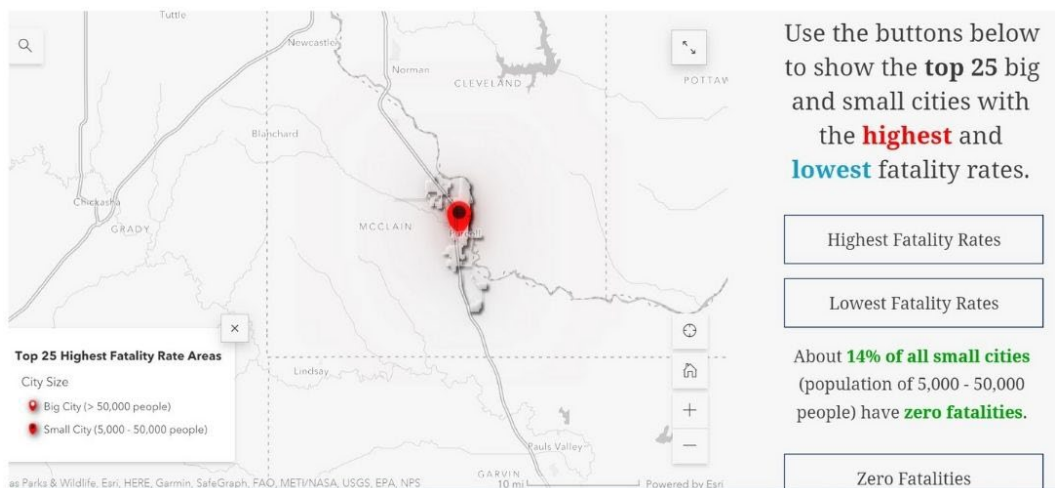 Tuttle
Newcastle
Norman
CLEVELAND
POTTAW
Blanchard
Chickasha
GRADY
MCCLAIN
Top 25 Highest Fatality Rate Areas
City Size
Big City (> 50,000 people)
Small City (5,000 - 50,000 people)
Lindsay
Pauls Valley
GARVIN
as Parks & Wildlife, Esri, HERE, Garmin, SafeGraph, FAO, METI/NASA, USGS, EPA, NPS
10 mi
Powered by Esri
Use the buttons below
to show the top 25 big
and small cities with
the highest and
lowest fatality rates.
Highest Fatality Rates
Lowest Fatality Rates
About 14% of all small cities
(population of 5,000 - 50,000
people) have zero fatalities.
Zero Fatalities